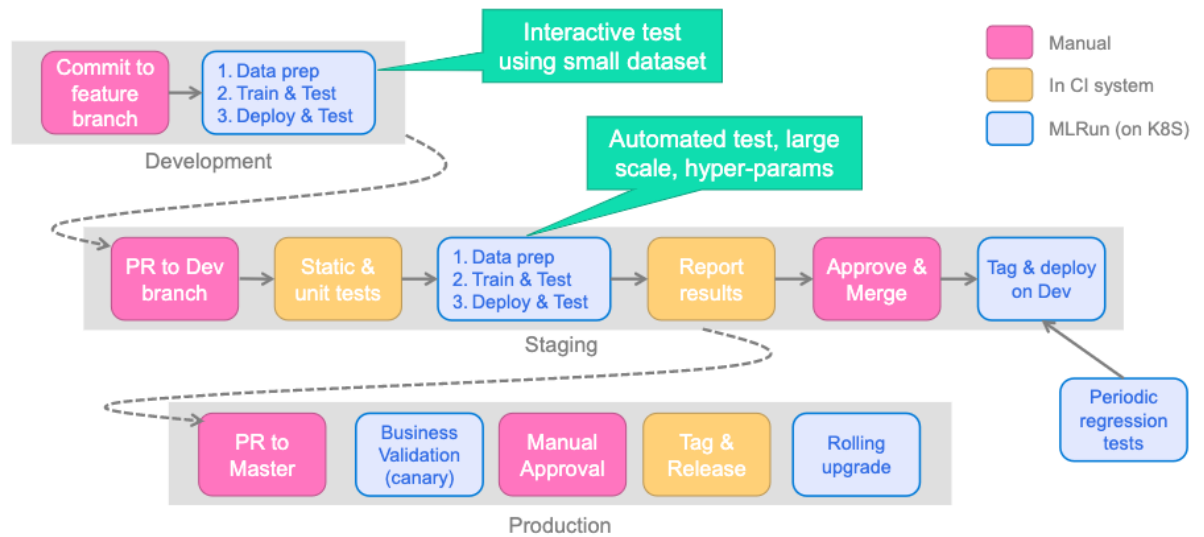 Interactive test
using small dataset
Manual
In CI system
MLRun (on K8S)
Commit to
feature
branch
1. Data prep
2. Train & Test
3. Deploy & Test
Development
Automated test, large
scale, hyper-params
PR to Dev
branch
Static &
unit tests
1. Data prep
2. Train & Test
3. Deploy & Test
Report
results
Approve &
Merge
Tag & deploy
on Dev
Staging
Periodic
regression
tests
PR to
Master
Business
Validation
(canary)
Manual
Approval
Tag &
Release
Rolling
upgrade
Production